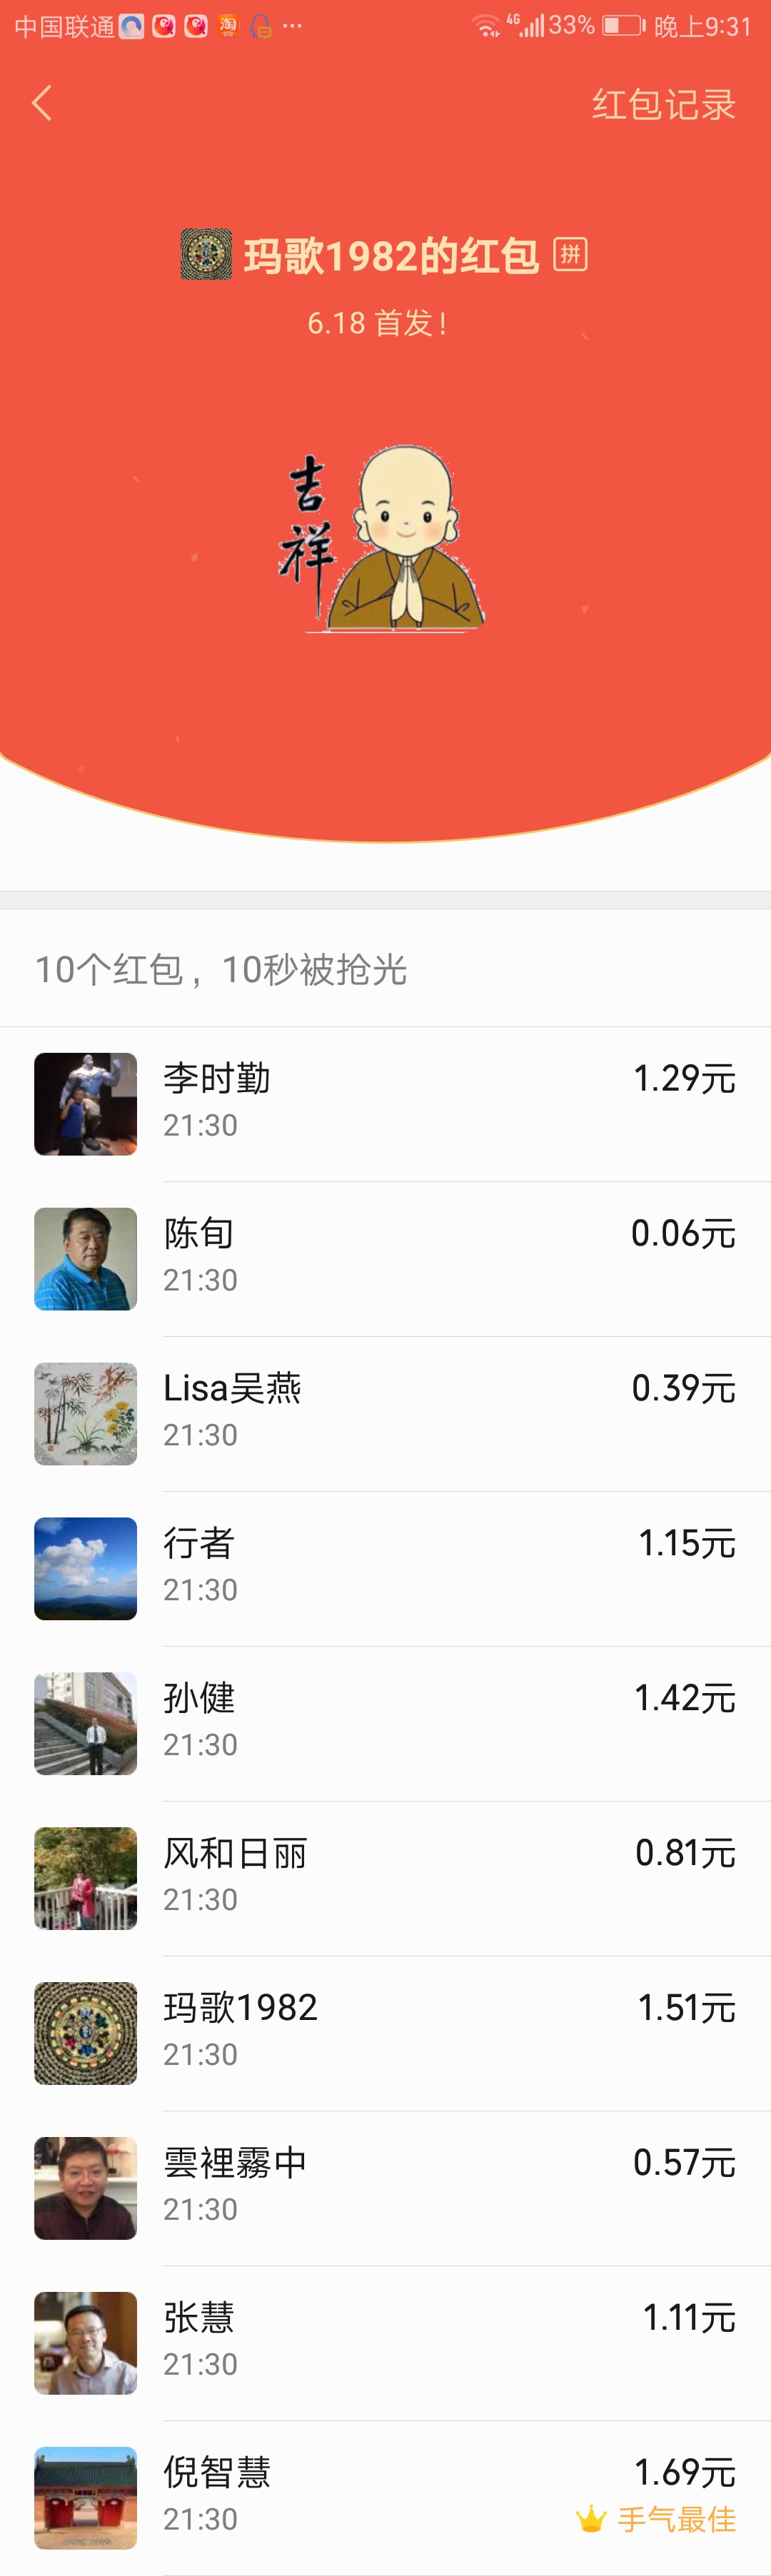 中国联通 4G 33% 晚上9:31
红包记录
玛歌1982的红包 拼
6.18 首发!
吉祥
10个红包，10秒被抢光
李时勤 1.29元
21:30
陈旬 0.06元
21:30
Lisa吴燕 0.39元
21:30
行者 1.15元
21:30
孙健 1.42元
21:30
风和日丽 0.81元
21:30
玛歌1982 1.51元
21:30
雲裡霧中 0.57元
21:30
张慧 1.11元
21:30
倪智慧 1.69元
21:30 手气最佳